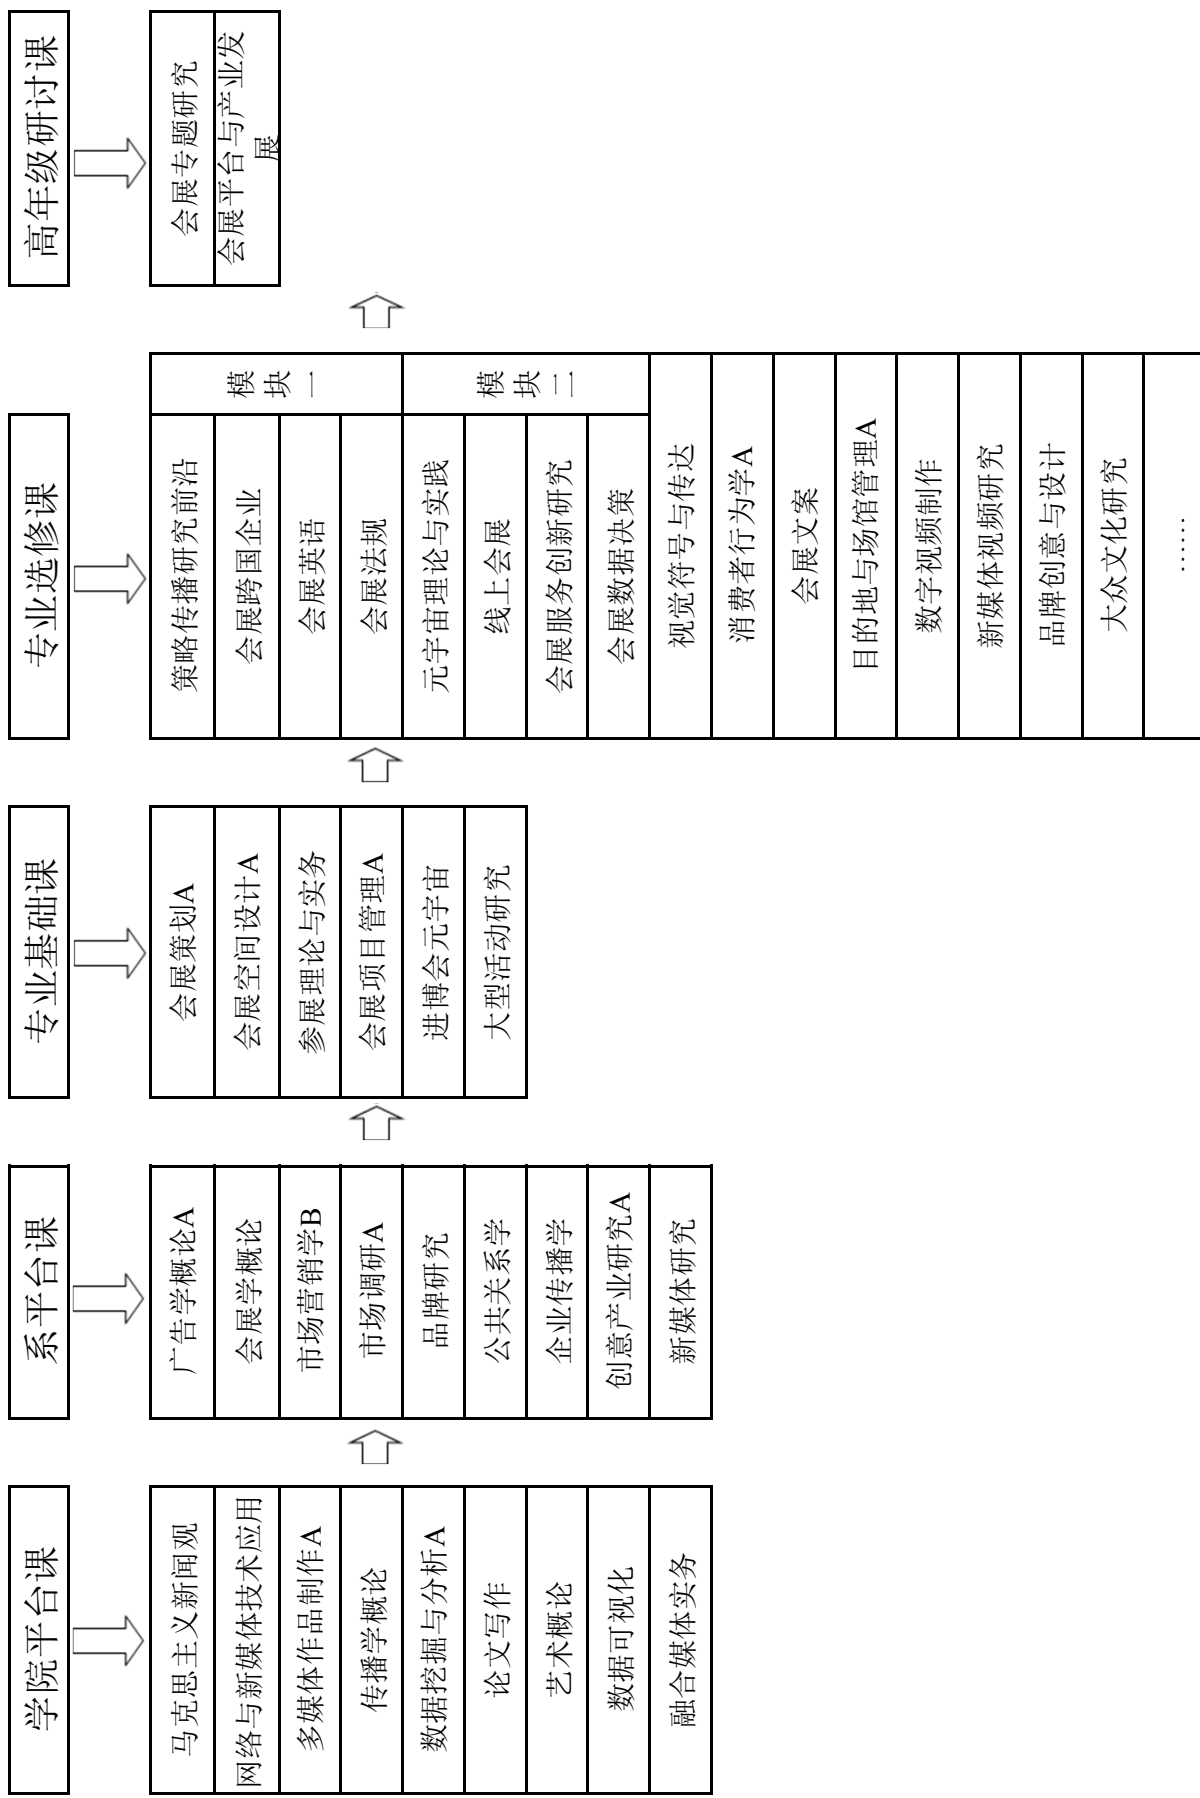 学院平台课
马克思主义新闻观
网络与新媒体技术应用
多媒体作品制作A
传播学概论
数据挖掘与分析A
论文写作
艺术概论
数据可视化
融合媒体实务
系平台课
广告学概论A
会展学概论
市场营销学B
市场调研A
品牌研究
公共关系学
企业传播学
创意产业研究A
新媒体研究
专业基础课
会展策划A
会展空间设计A
参展理论与实务
会展项目管理A
进博会元宇宙
大型活动研究
专业选修课
策略传播研究前沿
会展跨国企业
会展英语
会展法规
模
块
一
元宇宙理论与实践
线上会展
会展服务创新研究
会展数据决策
模
块
二
视觉符号与传达
消费者行为学A
会展文案
目的地与场馆管理A
数字视频制作
新媒体视频研究
品牌创意与设计
大众文化研究
……
高年级研讨课
会展专题研究
会展平台与产业发
展